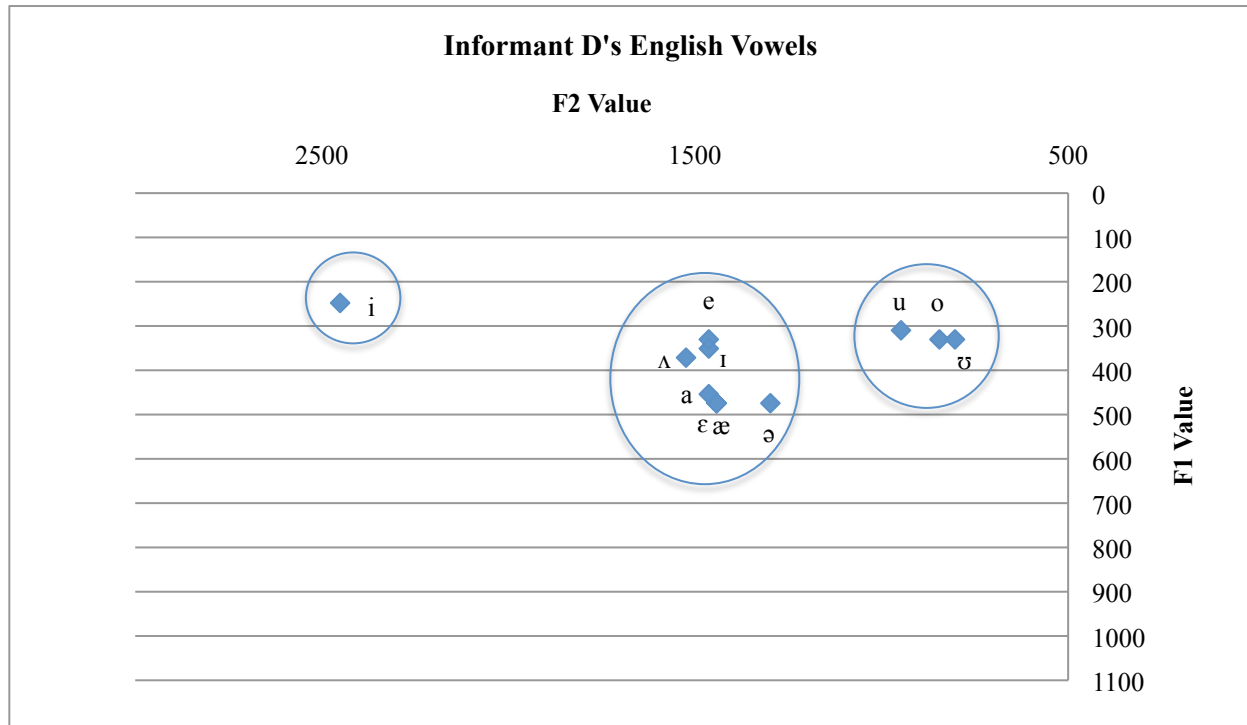 Informant D's English Vowels
F2 Value
2500 1500 500
0
100
200
i
e
u o
300
ʌ
ɪ
ʊ
400
a
ɛ æ
ə
500
600
700
800
900
1000
1100
F1 Value